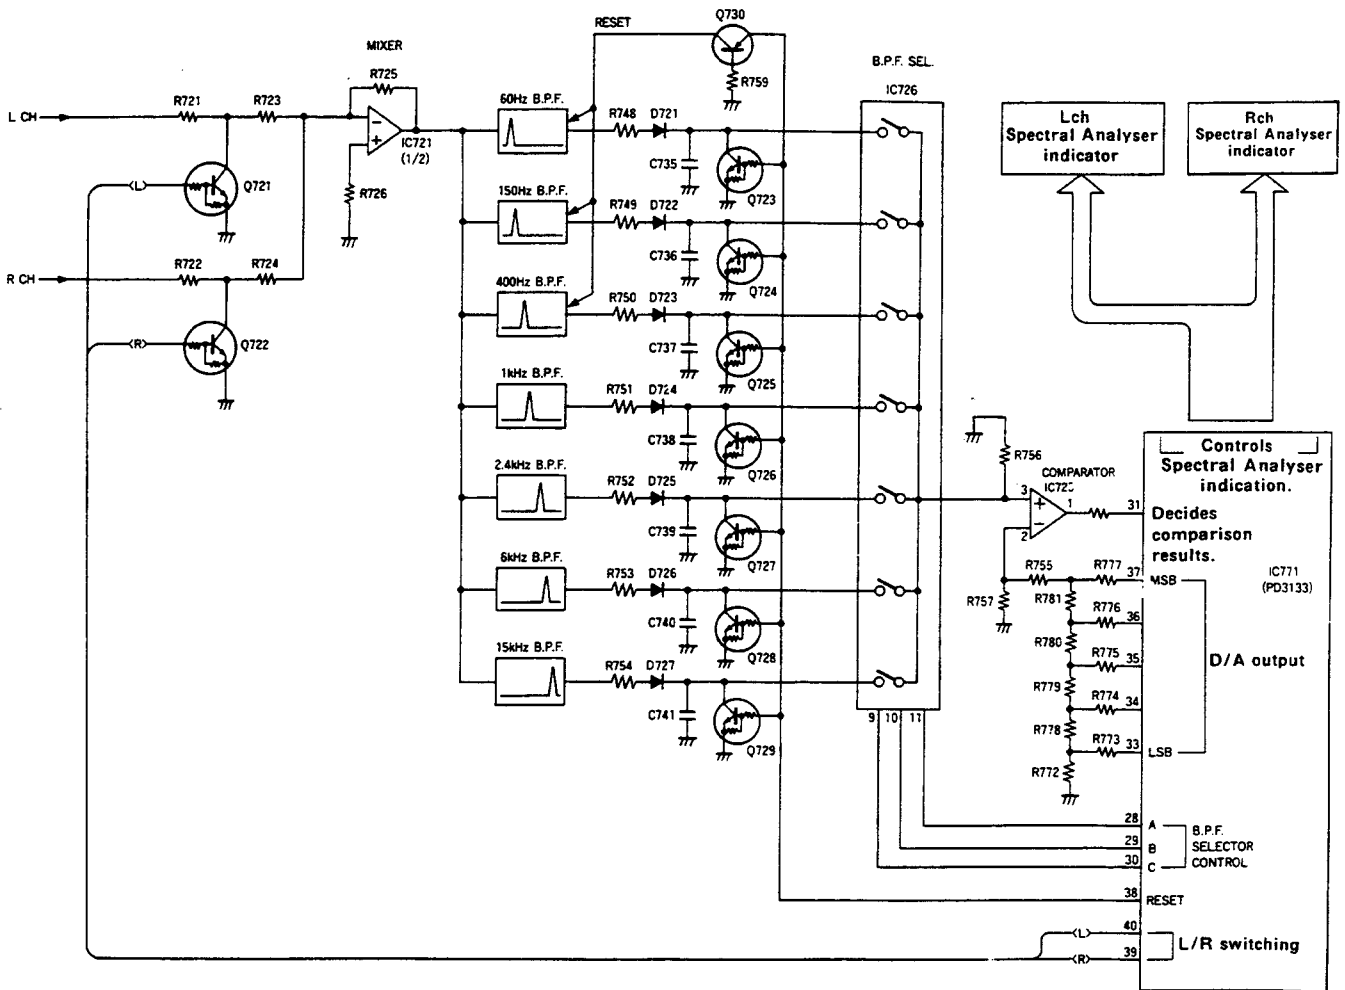 Q730
RESET
MIXER
R759
B.P.F. SEL.
IC726
R725
R721
R723
L CH
IC721
(1/2)
60Hz B.P.F.
R748
D721
C735
Q723
Lch
Spectral Analyser
indicator
Rch
Spectral Analyser
indicator
<L>
Q721
R726
150Hz B.P.F.
R749
D722
C736
Q724
R CH
R722
R724
400Hz B.P.F.
R750
D723
C737
Q725
<R>
Q722
1kHz B.P.F.
R751
D724
C738
Q726
2.4kHz B.P.F.
R752
D725
C739
Q727
6kHz B.P.F.
R753
D726
C740
Q728
15kHz B.P.F.
R754
D727
C741
Q729
9
10
11
R756
COMPARATOR
3
2
1
31
R755
R777
37
MSB
R757
R781
R776
36
R780
R775
35
R779
R774
34
R778
R773
33
LSB
R772
Controls
Spectral Analyser
indication.
Decides
comparison
results.
IC771
(PD3133)
D/A output
28
A
29
B
30
C
B.P.F.
SELECTOR
CONTROL
38
RESET
<L>
40
<R>
39
L/R switching